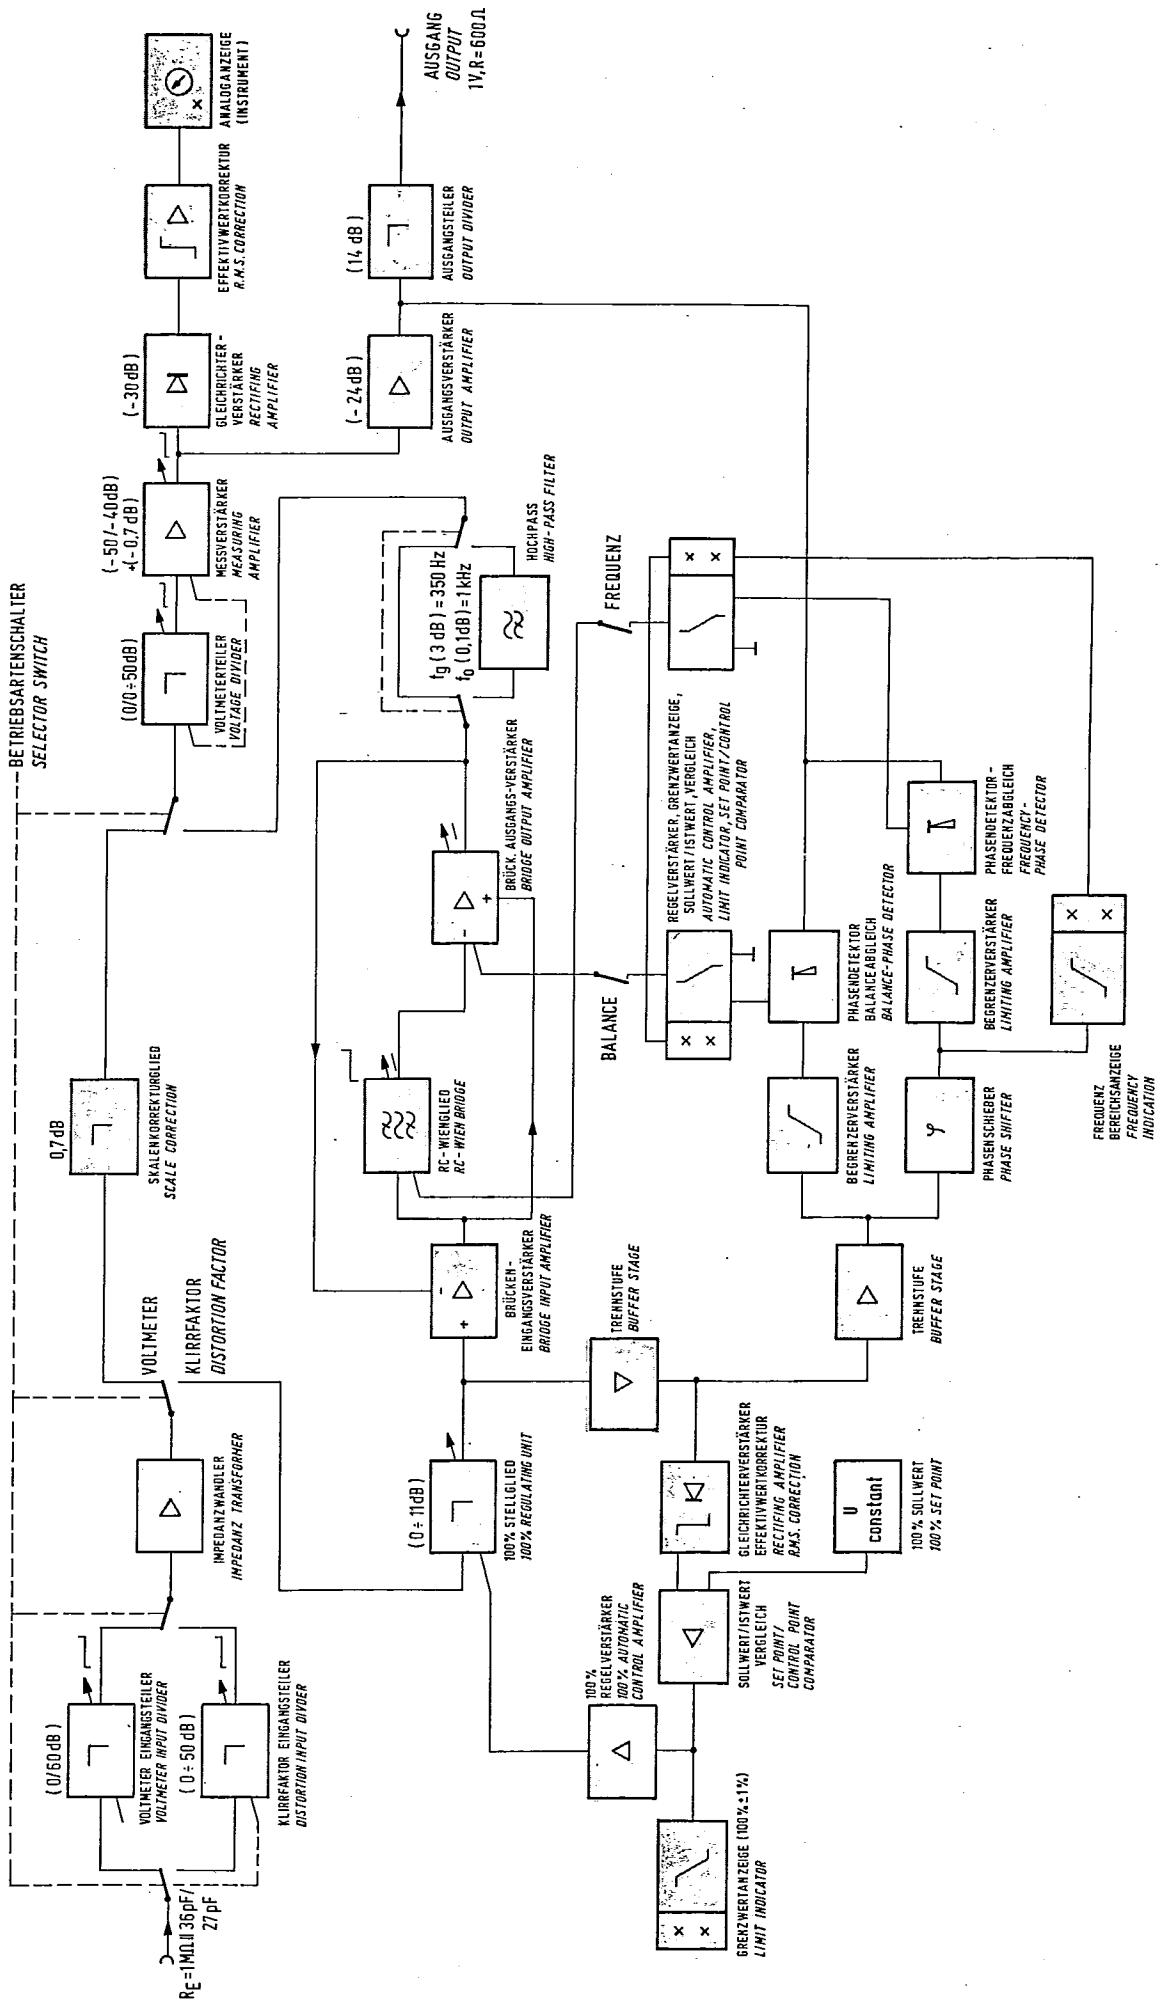 BETRIEBSARTENSCHALTER
SELECTOR SWITCH
R_E=1MΩ II 36pF/
27pF
(0/60dB)
VOLTMETER EINGANGSTEILER
VOLTMETER INPUT DIVIDER
(0÷50dB)
KLIRRFAKTOR EINGANGSTEILER
DISTORTION INPUT DIVDER
IMPEDANZWANDLER
IMPEDANZ TRANSFORMER
VOLTMETER
KLIRRFAKTOR
DISTORTION FACTOR
0,7dB
SKALENKORREKTURGLIED
SCALE CORRECTION
(0/0÷50dB)
VOLTMETERTEILER
VOLTAGE DIVIDER
(-50/-40dB)
+(-0,7dB)
MESSVERSTÄRKER
MEASURING
AMPLIFIER
(-30dB)
GLEICHRICHTER-
VERSTÄRKER
RECTIFING
AMPLIFIER
EFFEKTIVWERTKORREKTUR
R.M.S. CORRECTION
×
ANALOGANZEIGE
(INSTRUMENT)
(-24dB)
AUSGANGSVERSTÄRKER
OUTPUT AMPLIFIER
(14 dB)
AUSGANGSTEILER
OUTPUT DIVIDER
AUSGANG
OUTPUT
1V,R=600Ω
(0÷11dB)
100% STELLGLIED
100% REGULATING UNIT
+
-
BRÜCKEN-
EINGANGSVERSTÄRKER
BRIDGE INPUT AMPLIFIER
RC-WIENGLIED
RC-WIEN BRIDGE
-
+
BRÜCK. AUSGANGS-VERSTÄRKER
BRIDGE OUTPUT AMPLIFIER
fg (3 dB) = 350 Hz
fo (0,1dB) = 1kHz
HOCHPASS
HIGH-PASS FILTER
TRENNSTUFE
BUFFER STAGE
BALANCE
FREQUENZ
× ×
× ×
REGELVERSTÄRKER, GRENZWERTANZEIGE,
SOLLWERT/ISTWERT, VERGLEICH
AUTOMATIC CONTROL AMPLIFIER,
LIMIT INDICATOR, SET POINT/CONTROL
POINT COMPARATOR
100%
REGELVERSTÄRKER
100% AUTOMATIC
CONTROL AMPLIFIER
× ×
GRENZWERTANZEIGE (100%±1%)
LIMIT INDICATOR
SOLLWERT/ISTWERT
VERGLEICH
SET POINT/
CONTROL POINT
COMPARATOR
GLEICHRICHTERVERSTÄRKER
EFFEKTIVWERTKORREKTUR
RECTIFING AMPLIFIER
R.M.S. CORRECTION
U
constant
100% SOLLWERT
100% SET POINT
TRENNSTUFE
BUFFER STAGE
BEGRENZERVERSTÄRKER
LIMITING AMPLIFIER
PHASENDETEKTOR
BALANCEABGLEICH
BALANCE-PHASE DETECTOR
φ
PHASENSCHIEBER
PHASE SHIFTER
BEGRENZERVERSTÄRKER
LIMITING AMPLIFIER
PHASENDETEKTOR-
FREQUENZABGLEICH
FREQUENCY-
PHASE DETECTOR
× ×
FREQUENZ
BEREICHSANZEIGE
FREQUENCY
INDICATION